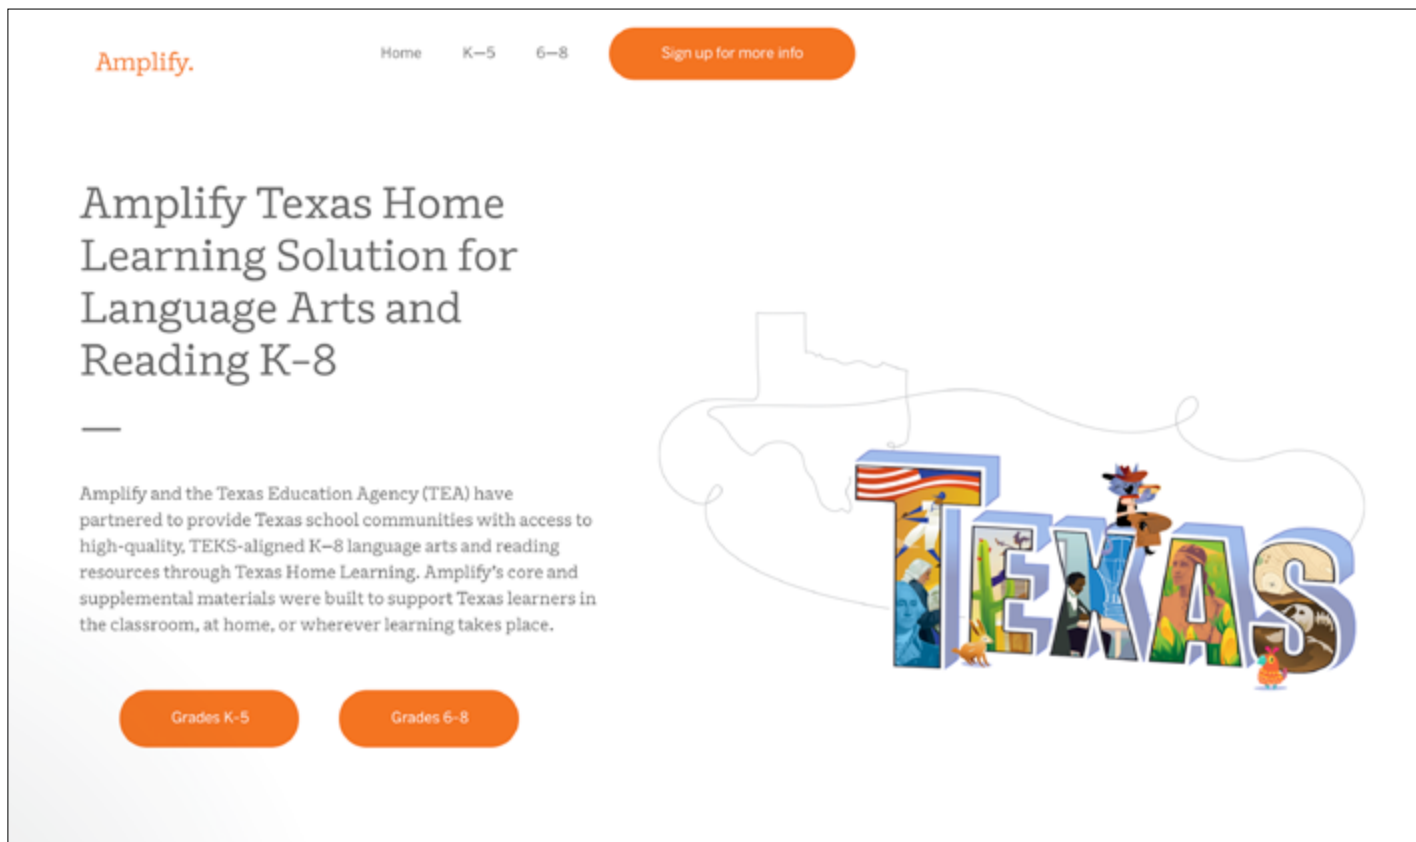 Amplify.
Home K—5 6—8 Sign up for more info
Amplify Texas Home
Learning Solution for
Language Arts and
Reading K–8
Amplify and the Texas Education Agency (TEA) have
partnered to provide Texas school communities with access to
high-quality, TEKS-aligned K—8 language arts and reading
resources through Texas Home Learning. Amplify's core and
supplemental materials were built to support Texas learners in
the classroom, at home, or wherever learning takes place.
Grades K-5 Grades 6-8
TEXAS